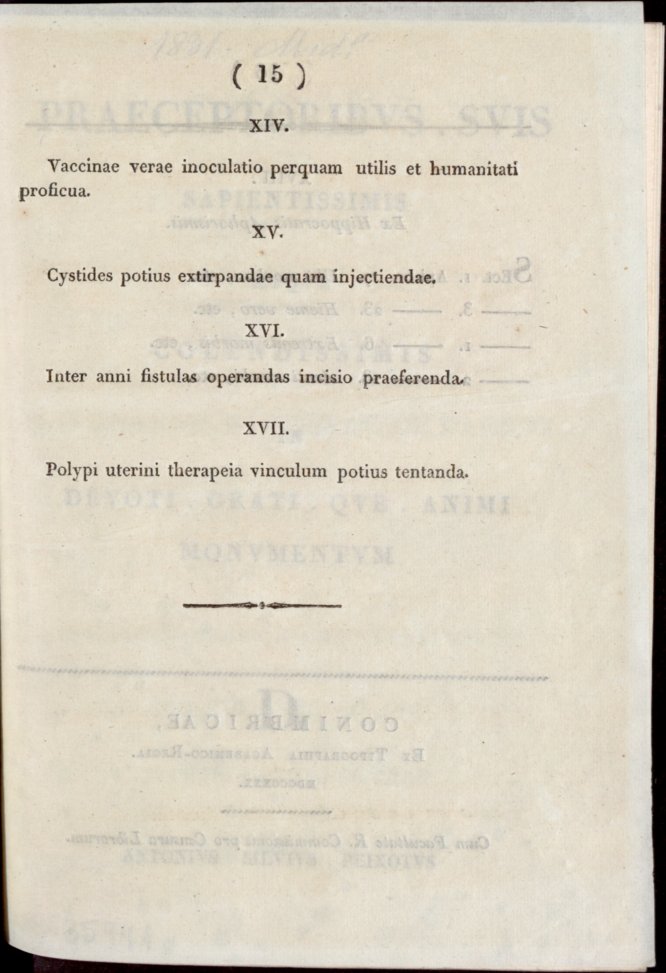 ( 15 )
XIV.
Vaccinae verae inoculatio perquam utilis et humanitati
proficua.
XV.
Cystides potius extirpandae quam injectiendae.
XVI.
Inter anni fistulas operandas incisio praeferenda.
XVII.
Polypi uterini therapeia vinculum potius tentanda.